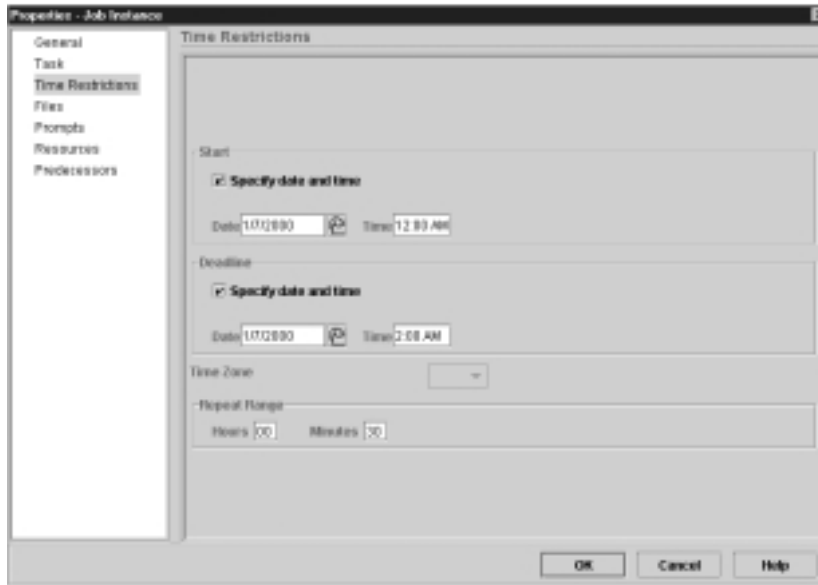 Properties - Job Instance
General
Task
Time Restrictions
Files
Prompts
Resources
Predecessors
Time Restrictions
Start
Specify date and time
Date 1/7/2000 Time 12:00 AM
Deadline
Specify date and time
Date 1/7/2000 Time 2:00 AM
Time Zone
Repeat Range
Hours 00 Minutes 30
OK Cancel Help